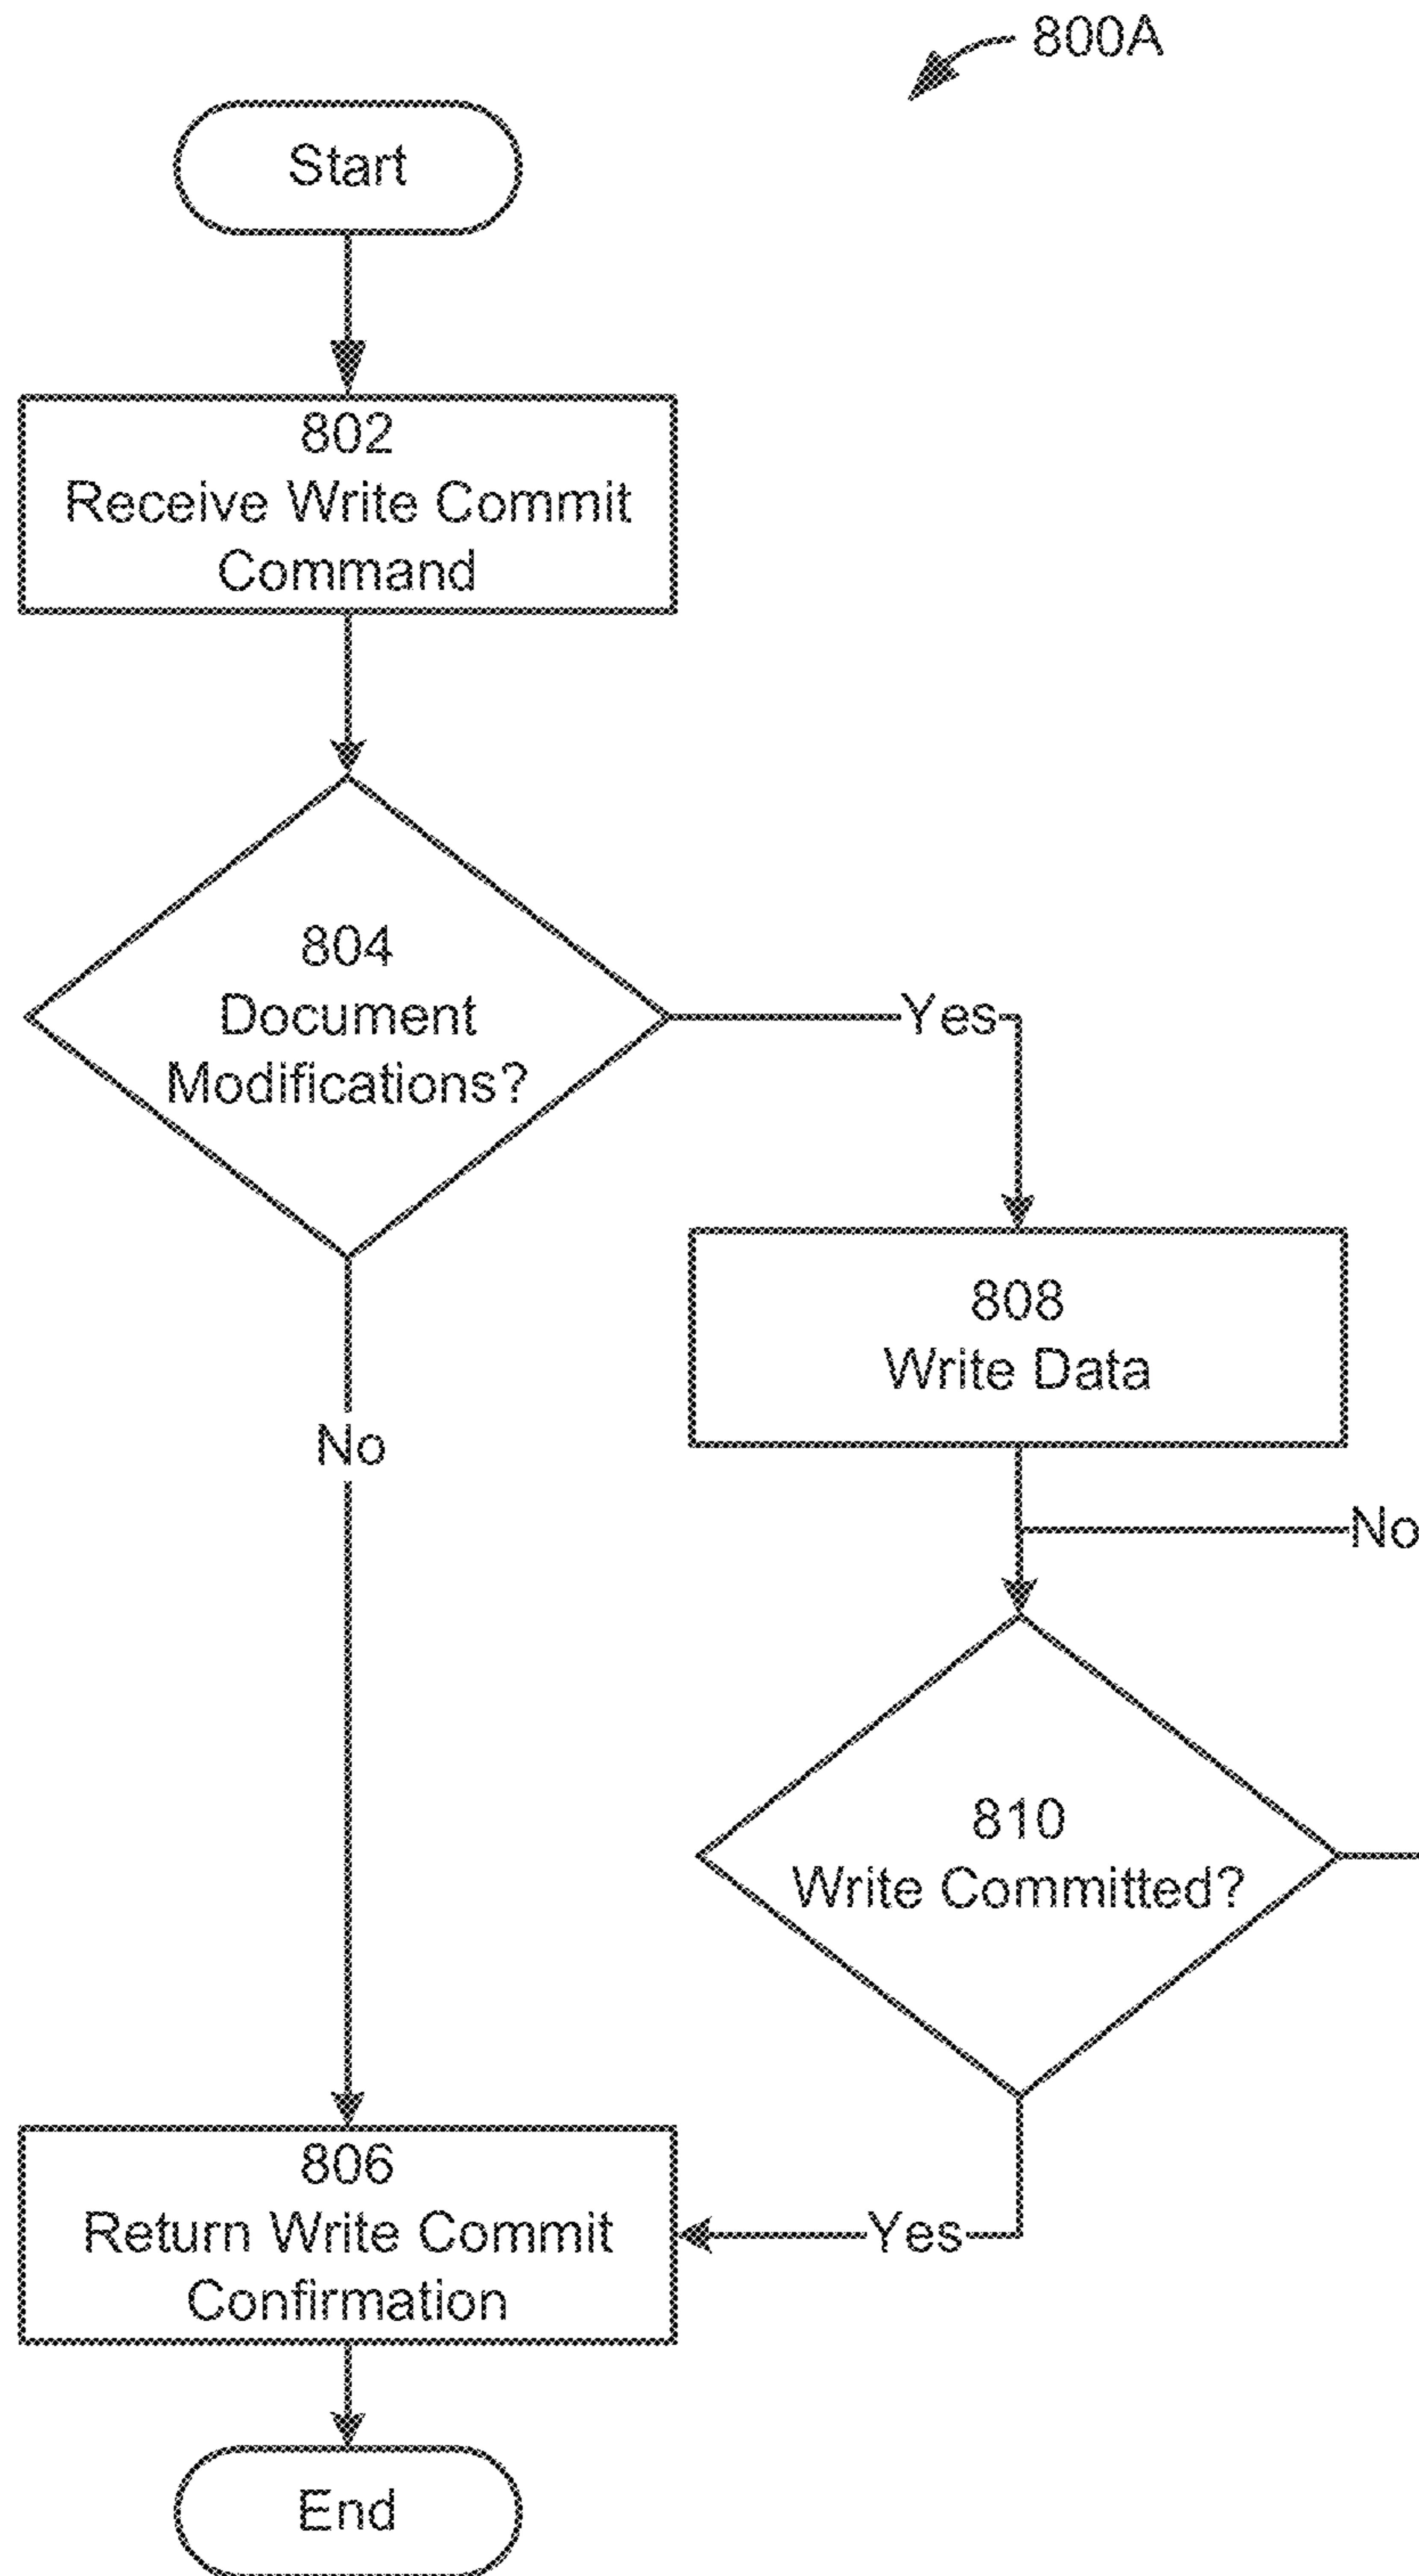 800A
Start
802
Receive Write Commit
Command
804
Document
Modifications?
Yes
808
Write Data
No
No
810
Write Committed?
806
Return Write Commit
Confirmation
Yes
End